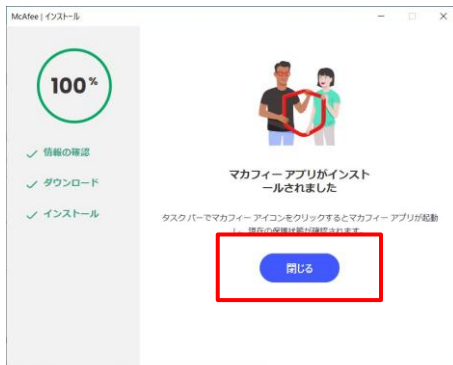 McAfee | インストール
100%
情報の確認
ダウンロード
インストール
マカフィー アプリがインスト
ールされました
タスク バーでマカフィー アイコンをクリックするとマカフィー アプリが起動
し、現在の保護状態が確認されます。
閉じる